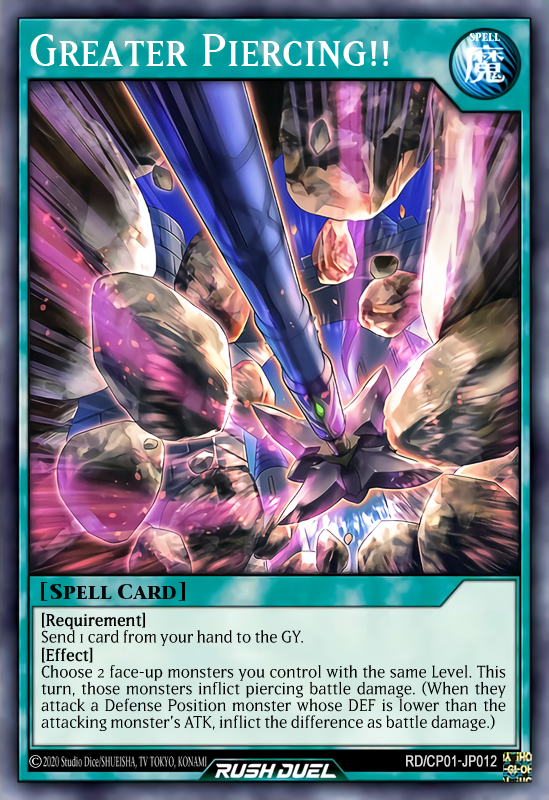 GREATER PIERCING!!
SPELL
魔
[SPELL CARD]
[Requirement]
Send 1 card from your hand to the GY.
[Effect]
Choose 2 face-up monsters you control with the same Level. This
turn, those monsters inflict piercing battle damage. (When they
attack a Defense Position monster whose DEF is lower than the
attacking monster's ATK, inflict the difference as battle damage.)
©2020 Studio Dice/SHUEISHA, TV TOKYO, KONAMI
RUSH DUEL
RD/CP01-JP012